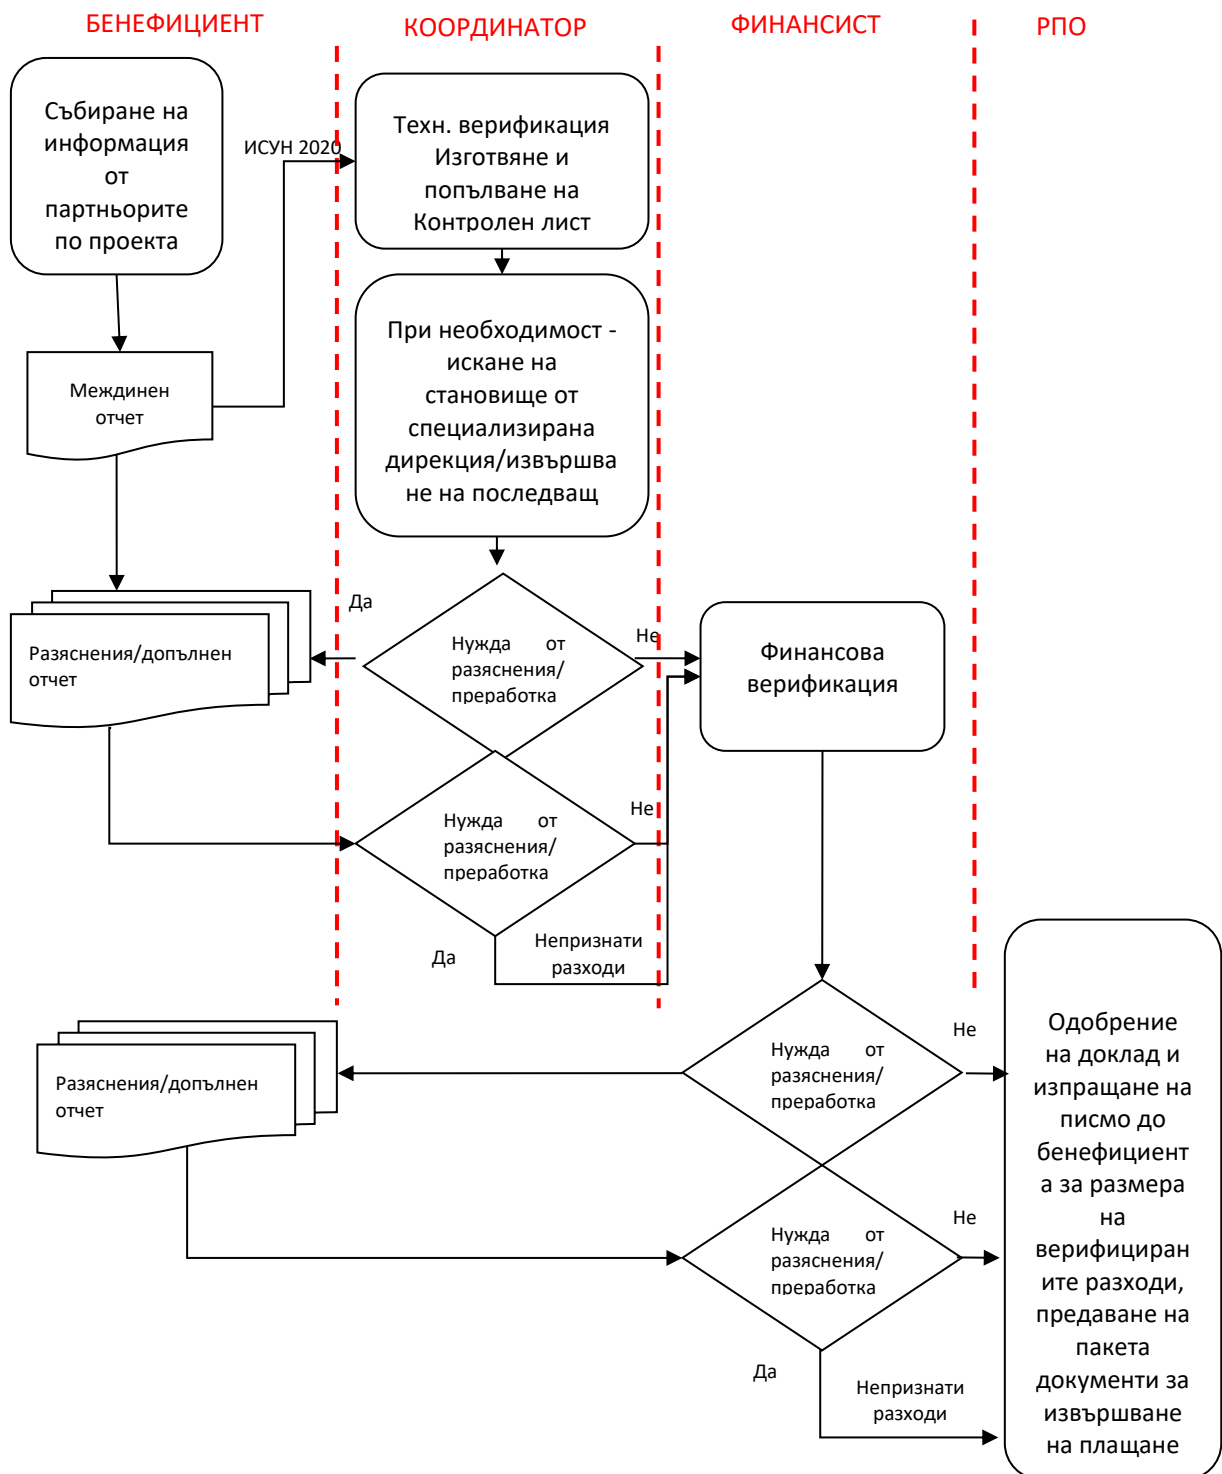 БЕНЕФИЦИЕНТ
КООРДИНАТОР
ФИНАНСИСТ
РПО
Събиране на
информация
от
партньорите
по проекта
ИСУН 2020
Техн. верификация
Изготвяне и
попълване на
Контролен лист
При необходимост -
искане на
становище от
специализирана
дирекция/извършва
не на последващ
Междинен
отчет
Да
Нужда от
разяснения/
преработка
Не
Разяснения/допълнен
отчет
Финансова
верификация
Нужда от
разяснения/
преработка
Не
Да
Непризнати
разходи
Нужда от
разяснения/
преработка
Не
Разяснения/допълнен
отчет
Нужда от
разяснения/
преработка
Не
Да
Непризнати
разходи
Одобрение
на доклад и
изпращане на
писмо до
бенефициент
а за размера
на
верифициран
ите разходи,
предаване на
пакета
документи за
извършване
на плащане